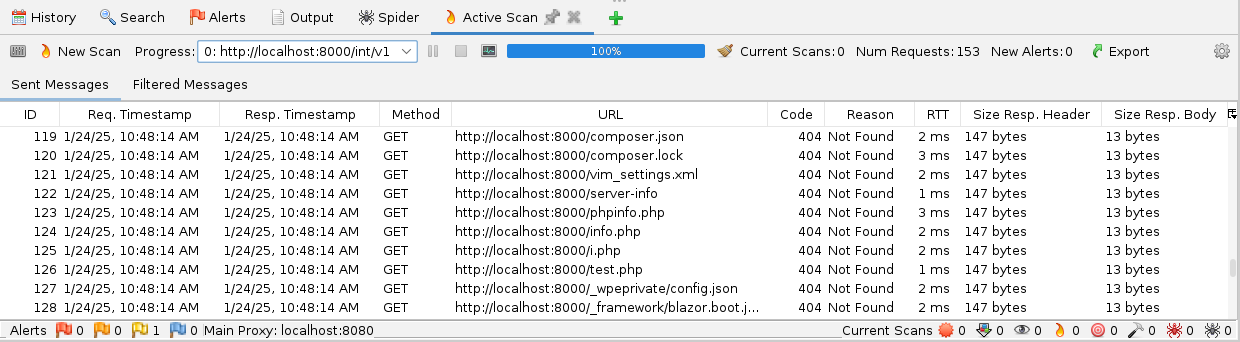 History Search Alerts Output Spider Active Scan
New Scan Progress: 0: http://localhost:8000/int/v1 100% Current Scans: 0 Num Requests: 153 New Alerts: 0 Export
Sent Messages Filtered Messages
ID Req. Timestamp Resp. Timestamp Method URL Code Reason RTT Size Resp. Header Size Resp. Body
119 1/24/25, 10:48:14 AM 1/24/25, 10:48:14 AM GET http://localhost:8000/composer.json 404 Not Found 2 ms 147 bytes 13 bytes
120 1/24/25, 10:48:14 AM 1/24/25, 10:48:14 AM GET http://localhost:8000/composer.lock 404 Not Found 3 ms 147 bytes 13 bytes
121 1/24/25, 10:48:14 AM 1/24/25, 10:48:14 AM GET http://localhost:8000/vim_settings.xml 404 Not Found 2 ms 147 bytes 13 bytes
122 1/24/25, 10:48:14 AM 1/24/25, 10:48:14 AM GET http://localhost:8000/server-info 404 Not Found 1 ms 147 bytes 13 bytes
123 1/24/25, 10:48:14 AM 1/24/25, 10:48:14 AM GET http://localhost:8000/phpinfo.php 404 Not Found 3 ms 147 bytes 13 bytes
124 1/24/25, 10:48:14 AM 1/24/25, 10:48:14 AM GET http://localhost:8000/info.php 404 Not Found 2 ms 147 bytes 13 bytes
125 1/24/25, 10:48:14 AM 1/24/25, 10:48:14 AM GET http://localhost:8000/i.php 404 Not Found 2 ms 147 bytes 13 bytes
126 1/24/25, 10:48:14 AM 1/24/25, 10:48:14 AM GET http://localhost:8000/test.php 404 Not Found 1 ms 147 bytes 13 bytes
127 1/24/25, 10:48:14 AM 1/24/25, 10:48:14 AM GET http://localhost:8000/_wpeprivate/config.json 404 Not Found 2 ms 147 bytes 13 bytes
128 1/24/25, 10:48:14 AM 1/24/25, 10:48:14 AM GET http://localhost:8000/_framework/blazor.boot.j... 404 Not Found 2 ms 147 bytes 13 bytes
Alerts 0 0 1 0 Main Proxy: localhost:8080 Current Scans 0 0 0 0 0 0 0 0